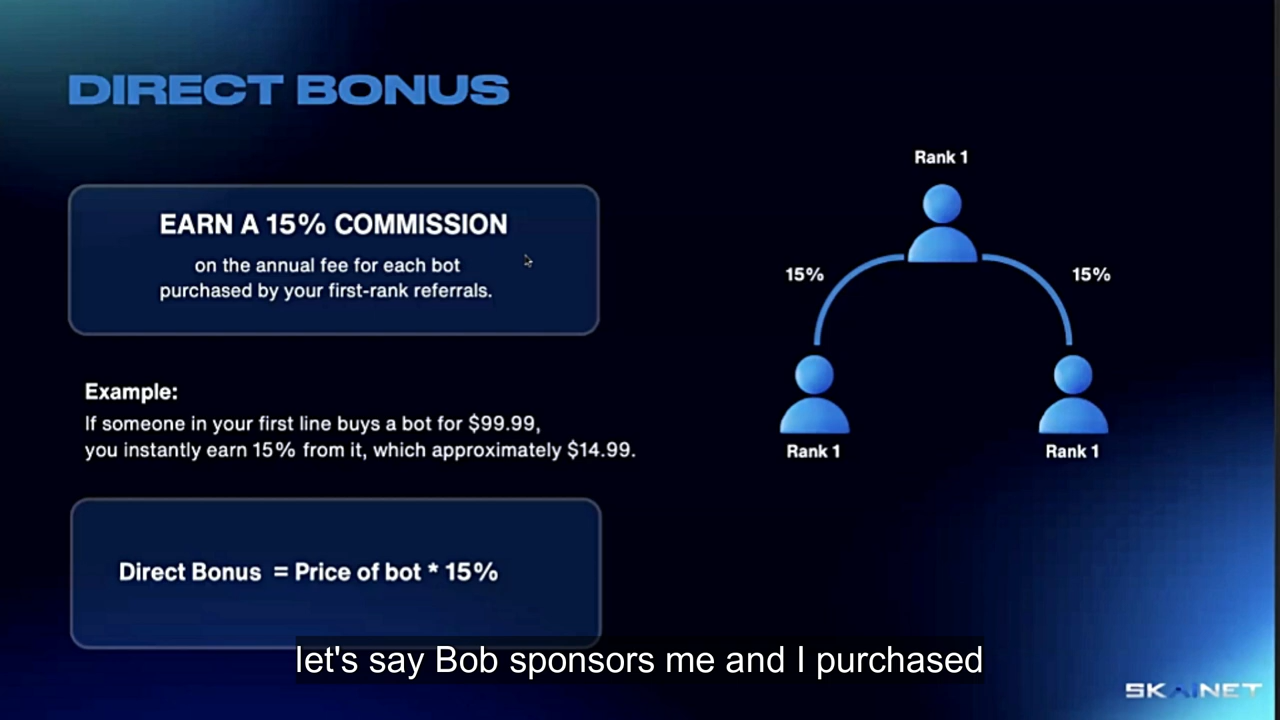 DIRECT BONUS
EARN A 15% COMMISSION
on the annual fee for each bot
purchased by your first-rank referrals.
Example:
If someone in your first line buys a bot for $99.99,
you instantly earn 15% from it, which approximately $14.99.
Direct Bonus = Price of bot * 15%
Rank 1
15%
15%
Rank 1
Rank 1
let's say Bob sponsors me and I purchased
SKAINET